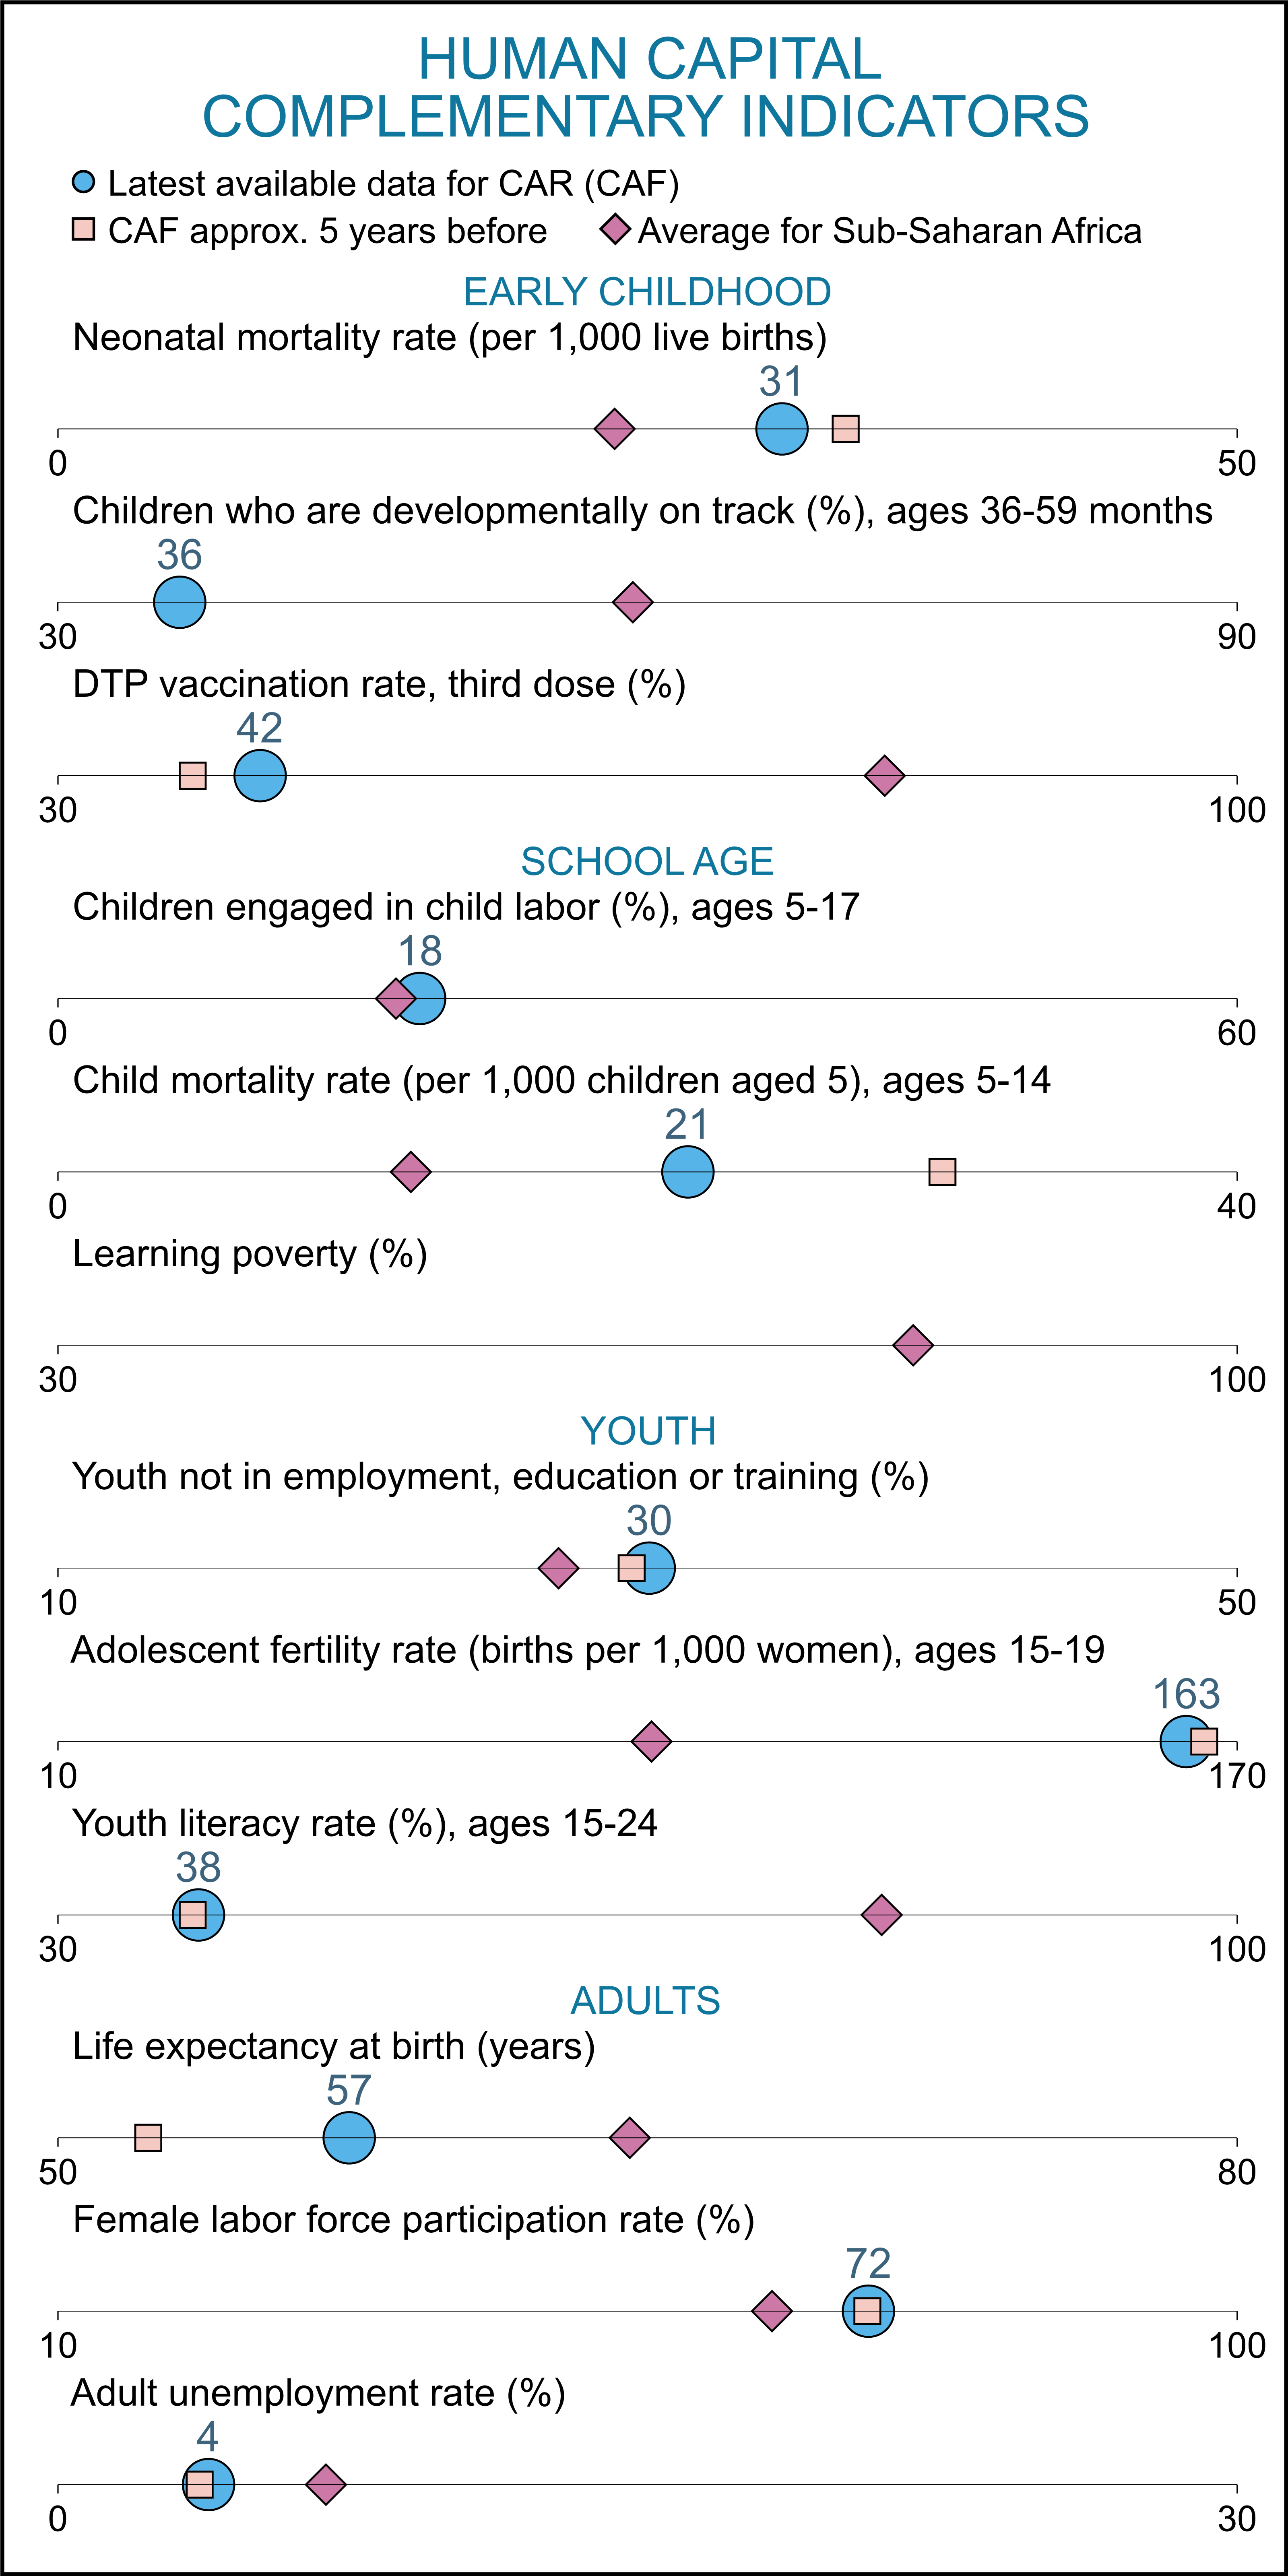 HUMAN CAPITAL
COMPLEMENTARY INDICATORS
Latest available data for CAR (CAF)
CAF approx. 5 years before
Average for Sub-Saharan Africa
EARLY CHILDHOOD
Neonatal mortality rate (per 1,000 live births)
31
0 50
Children who are developmentally on track (%), ages 36-59 months
36
30 90
DTP vaccination rate, third dose (%)
42
30 100
SCHOOL AGE
Children engaged in child labor (%), ages 5-17
18
0 60
Child mortality rate (per 1,000 children aged 5), ages 5-14
21
0 40
Learning poverty (%)
30 100
YOUTH
Youth not in employment, education or training (%)
30
10 50
Adolescent fertility rate (births per 1,000 women), ages 15-19
163
10 170
Youth literacy rate (%), ages 15-24
38
30 100
ADULTS
Life expectancy at birth (years)
57
50 80
Female labor force participation rate (%)
72
10 100
Adult unemployment rate (%)
4
0 30